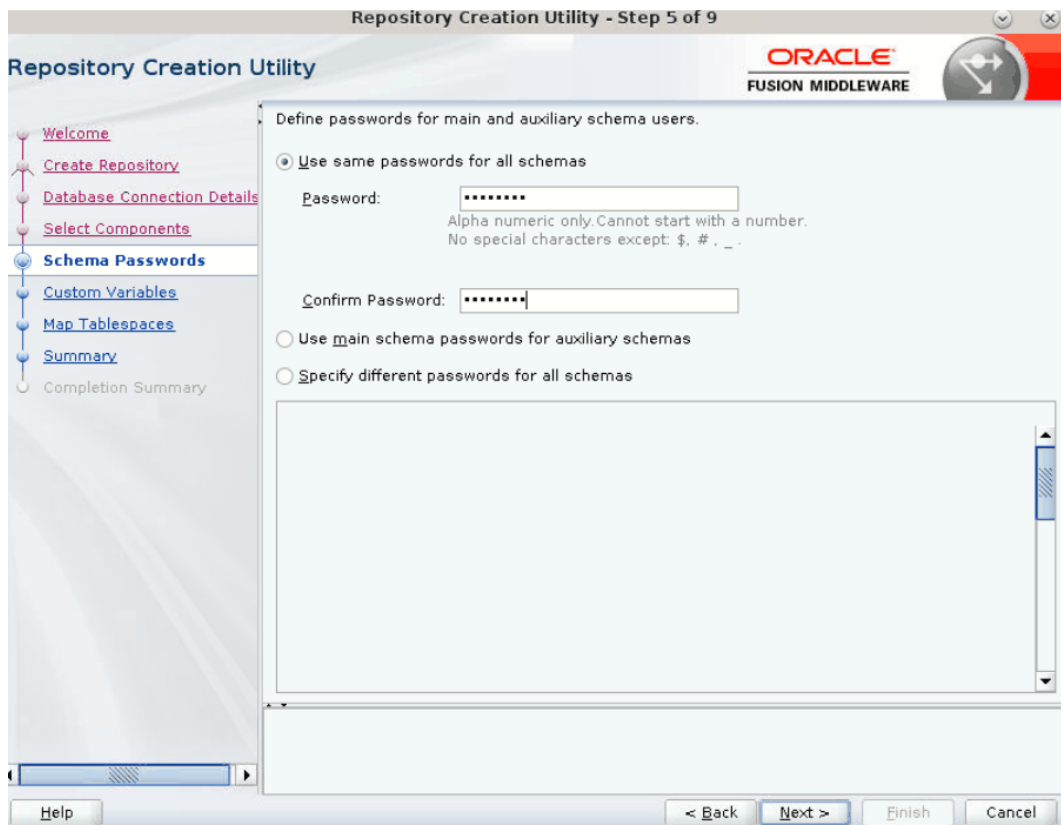 Repository Creation Utility - Step 5 of 9
Repository Creation Utility
ORACLE
FUSION MIDDLEWARE
Welcome
Create Repository
Database Connection Details
Select Components
Schema Passwords
Custom Variables
Map Tablespaces
Summary
Completion Summary
Define passwords for main and auxiliary schema users.
Use same passwords for all schemas
Password: ••••••••
Alpha numeric only. Cannot start with a number.
No special characters except: $, # , _ .
Confirm Password: ••••••••
Use main schema passwords for auxiliary schemas
Specify different passwords for all schemas
Help
< Back
Next >
Finish
Cancel